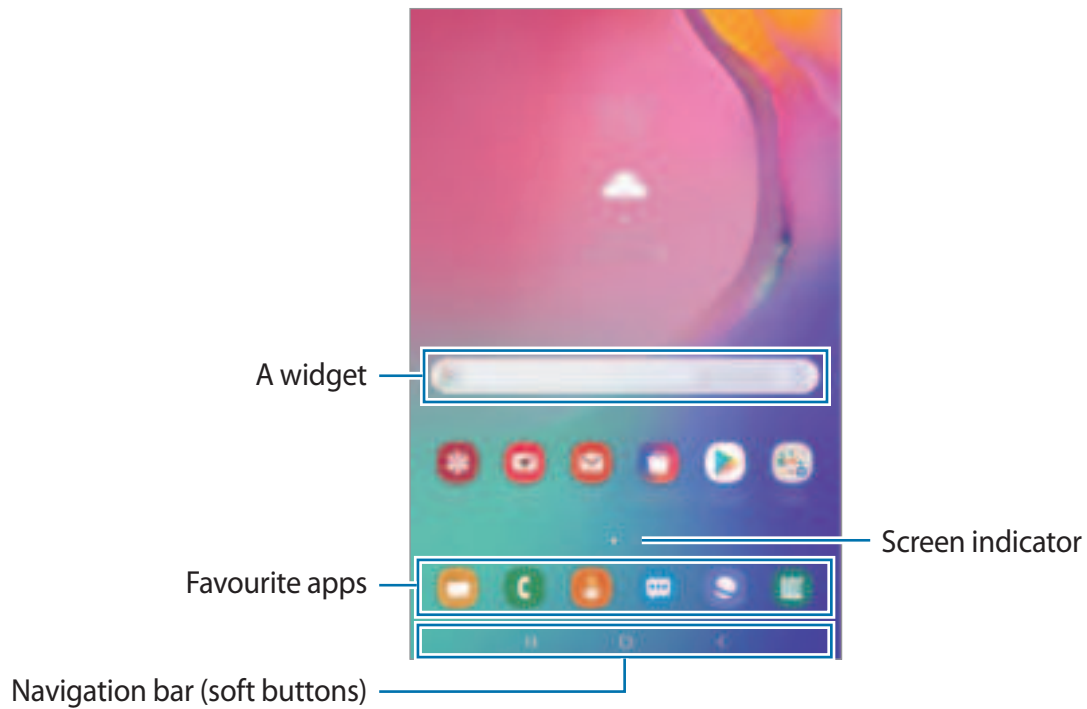 A widget
Screen indicator
Favourite apps
Navigation bar (soft buttons)